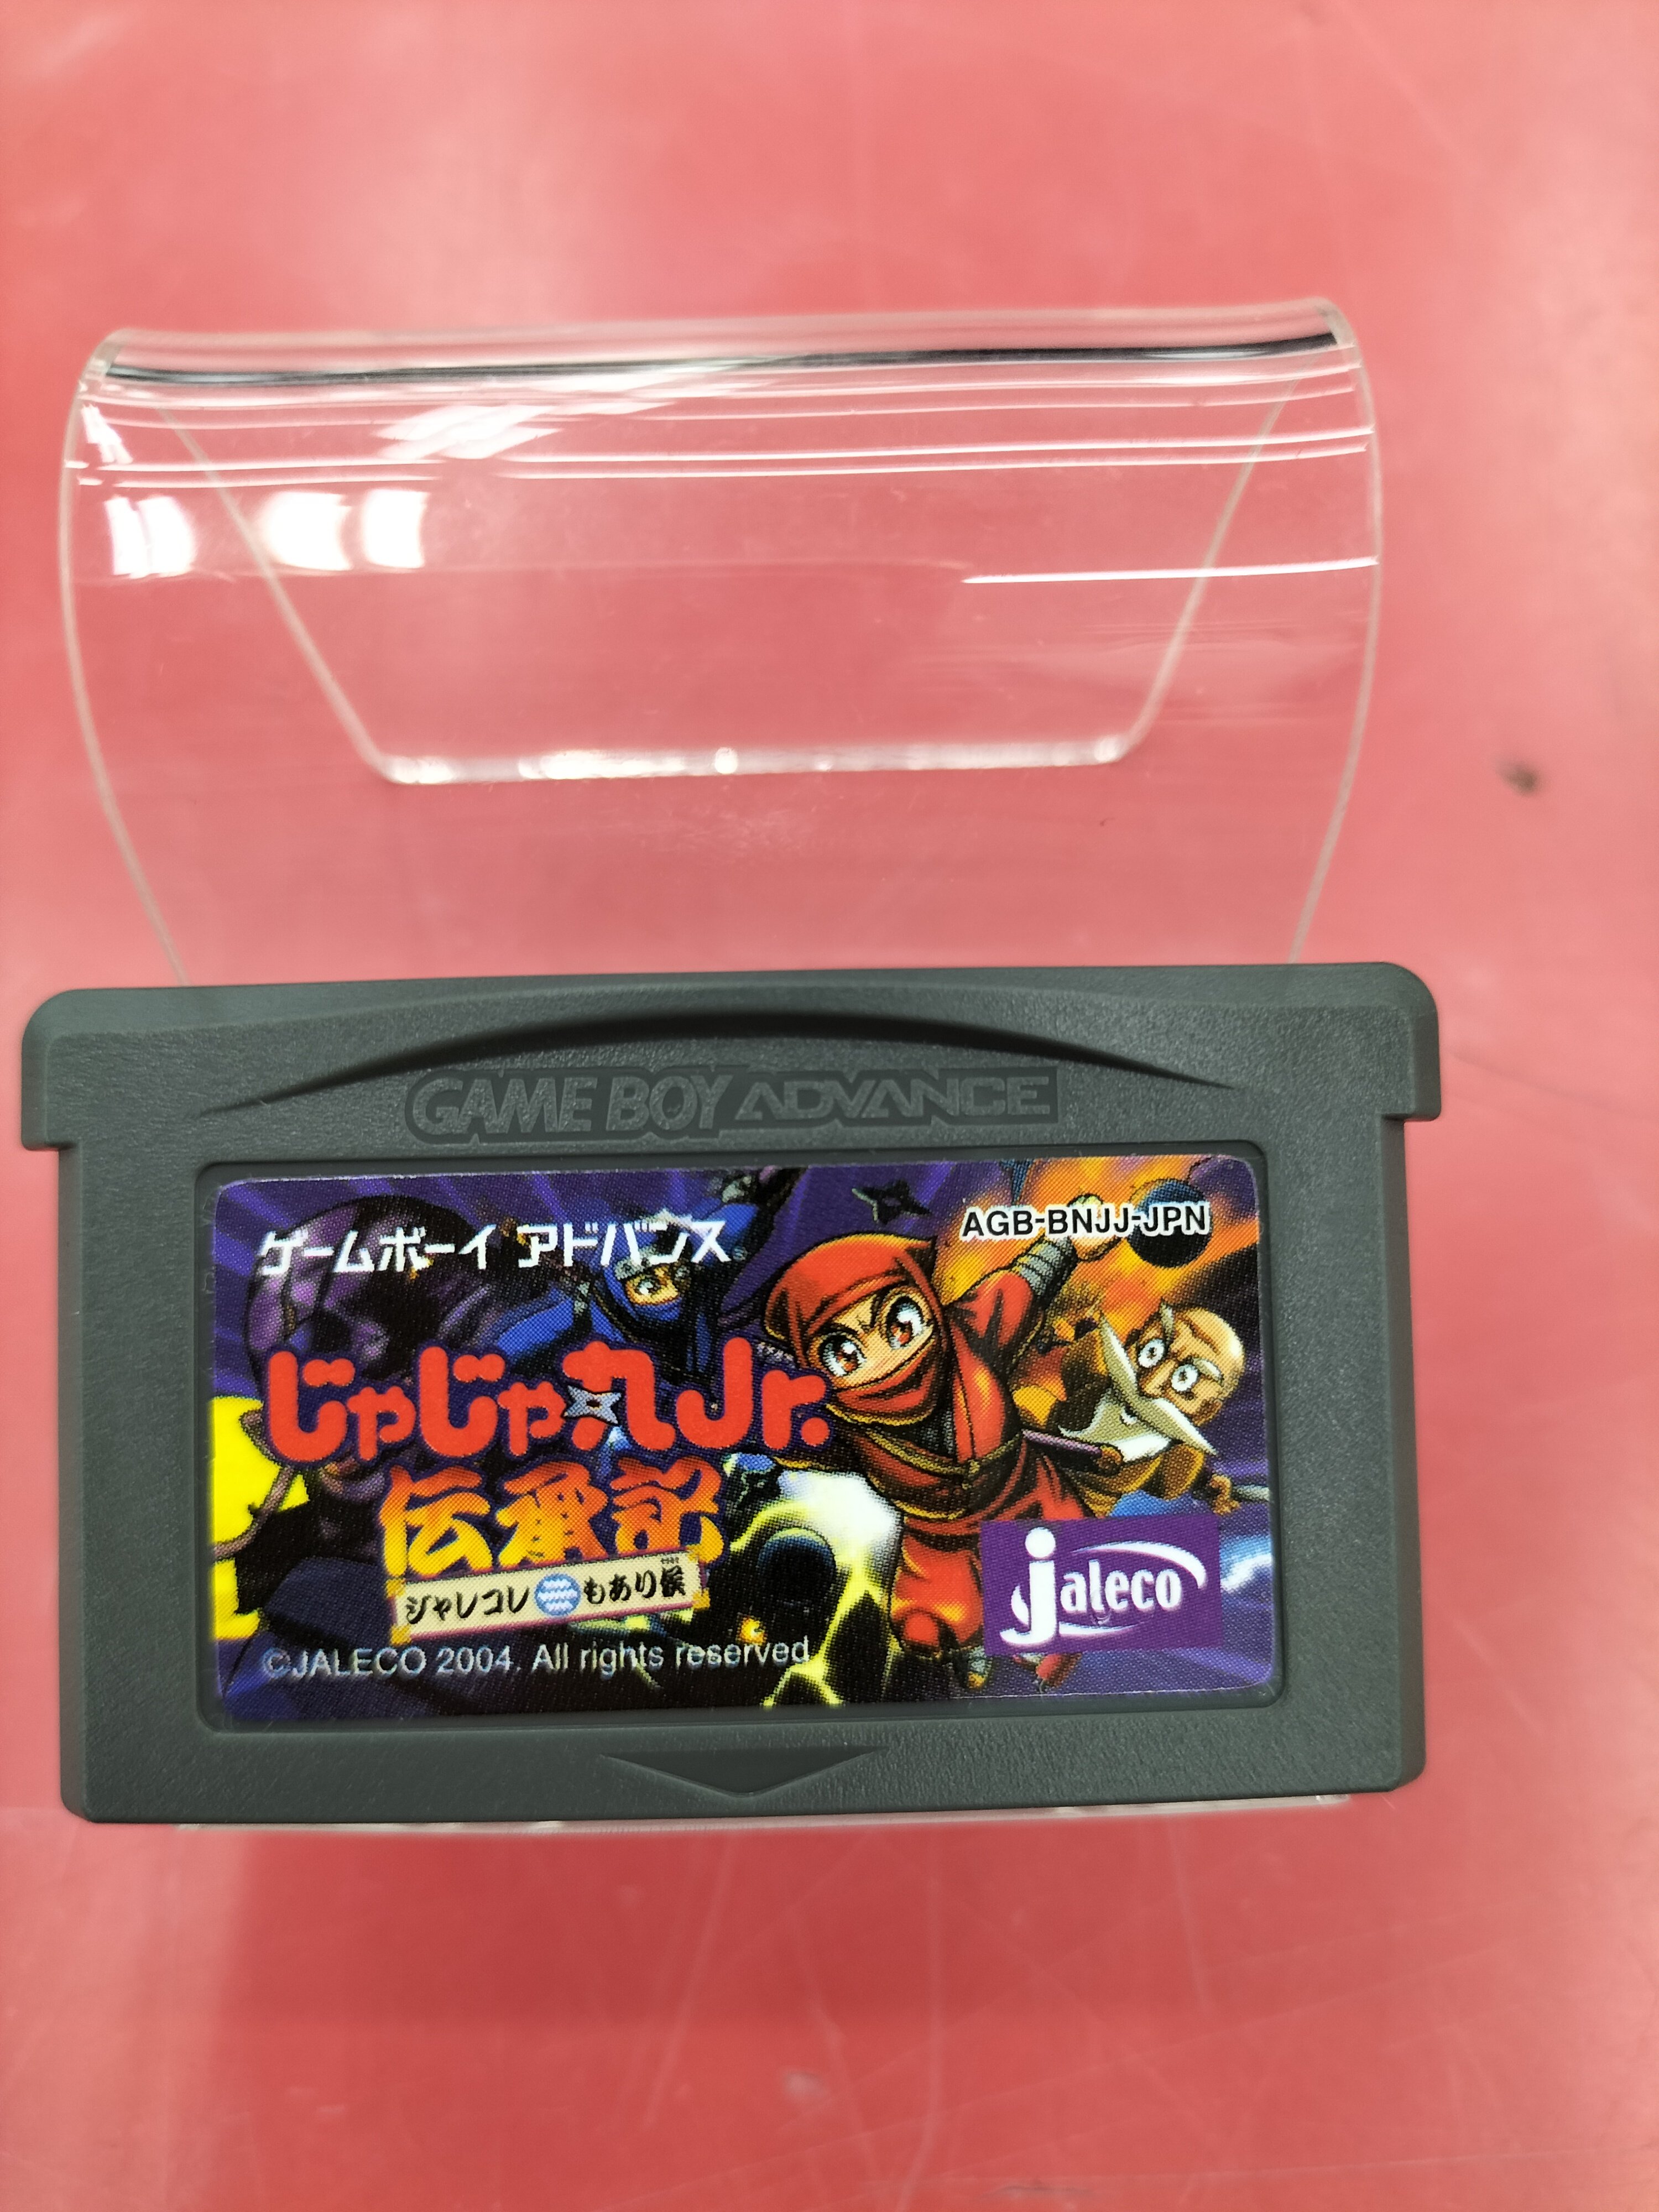 GAME BOY ADVANCE
ゲームボーイ アドバンス
AGB-BNJJ-JPN
じゃじゃ丸Jr.
伝承記
ジャレコレもあり候
jaleco
©JALECO 2004. All rights reserved